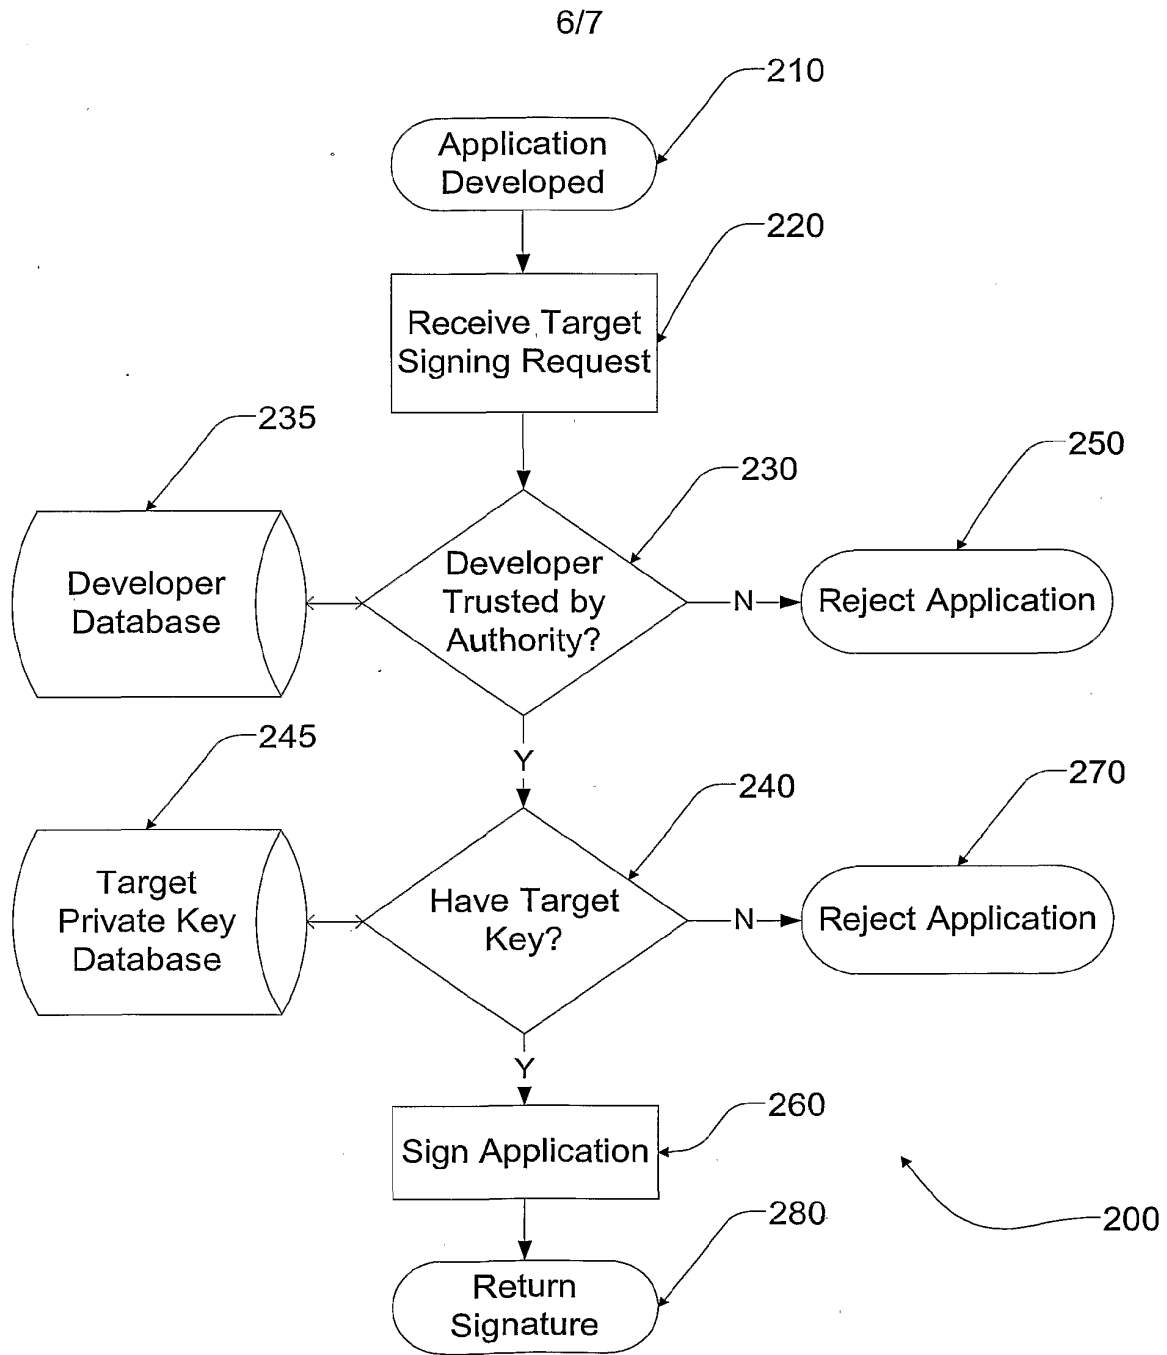 6/7
210
Application
Developed
220
Receive Target
Signing Request
235
230
250
Developer
Database
Developer
Trusted by
Authority?
N
Reject Application
Y
245
240
270
Target
Private Key
Database
Have Target
Key?
N
Reject Application
Y
260
Sign Application
200
280
Return
Signature